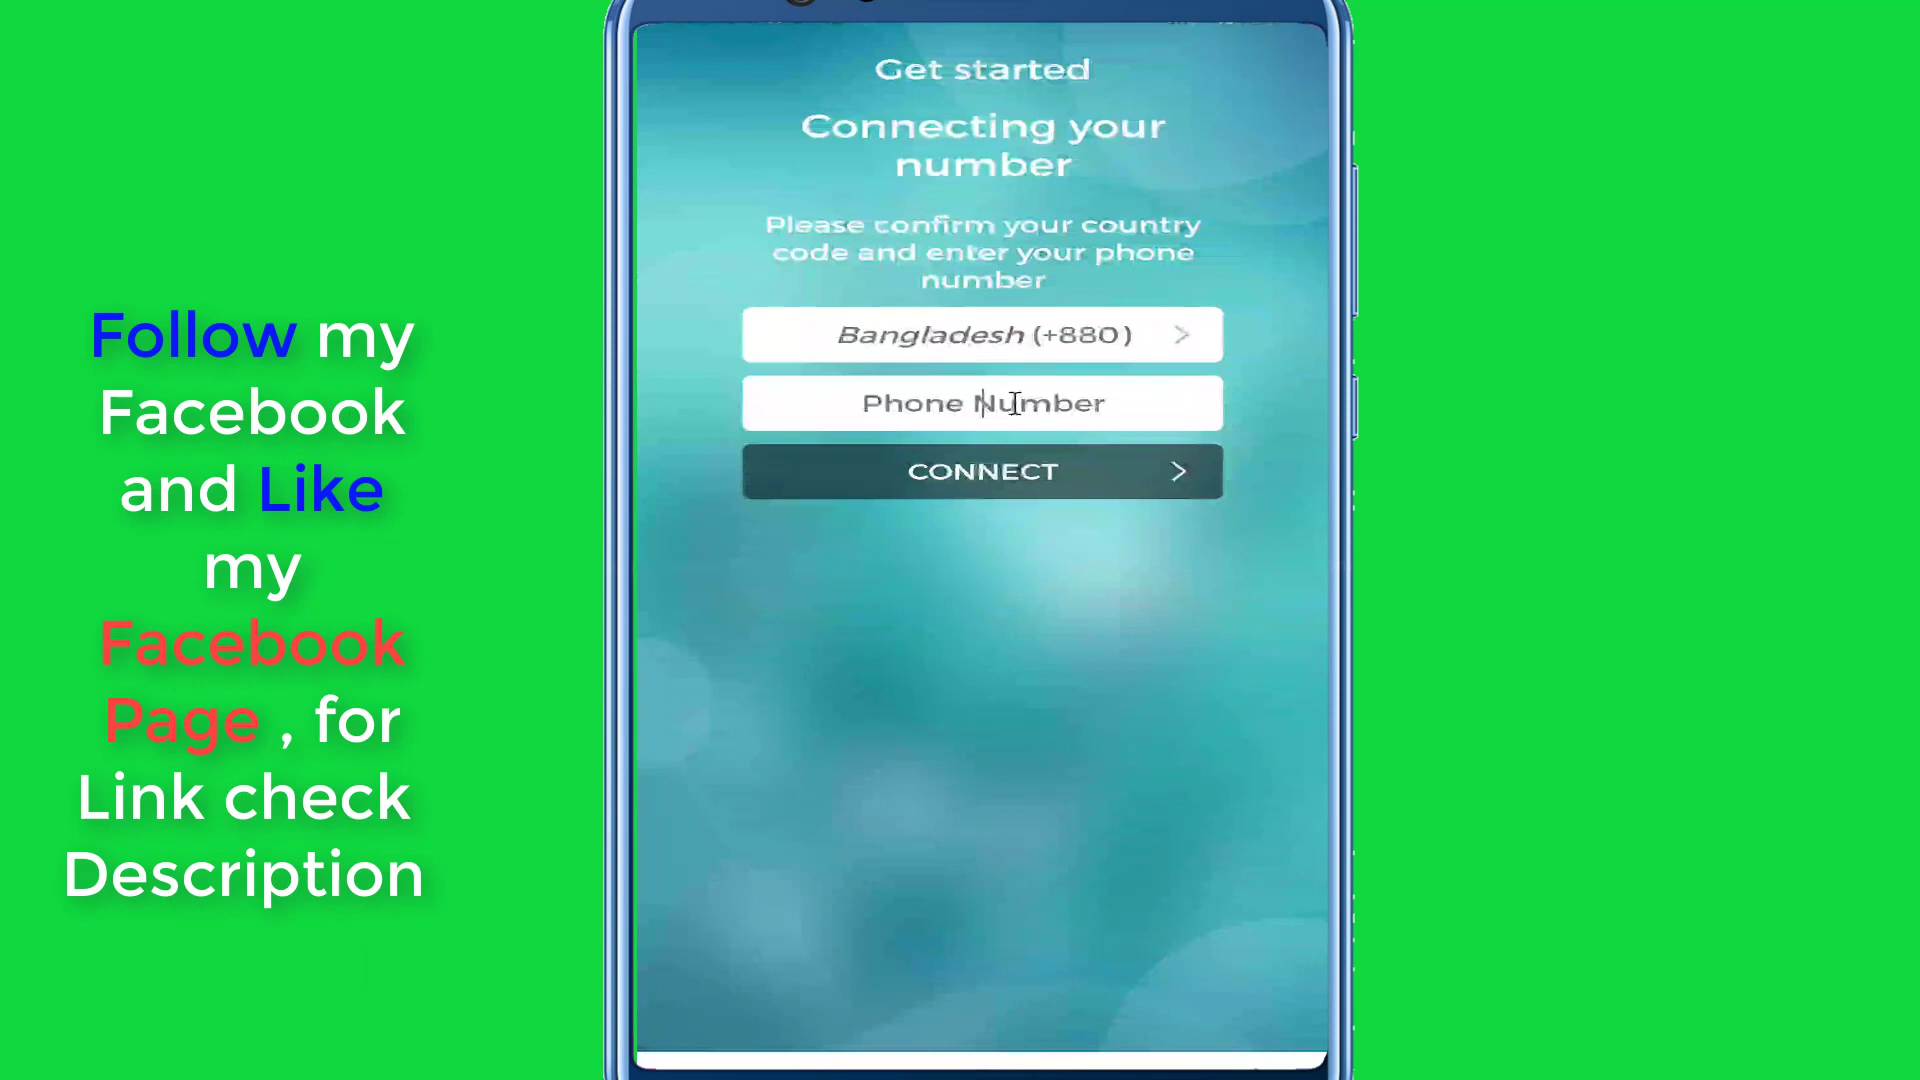 Follow my
Facebook
and Like
my
Facebook
Page , for
Link check
Description
Get started
Connecting your
number
Please confirm your country
code and enter your phone
number
Bangladesh (+880)
Phone Number
CONNECT